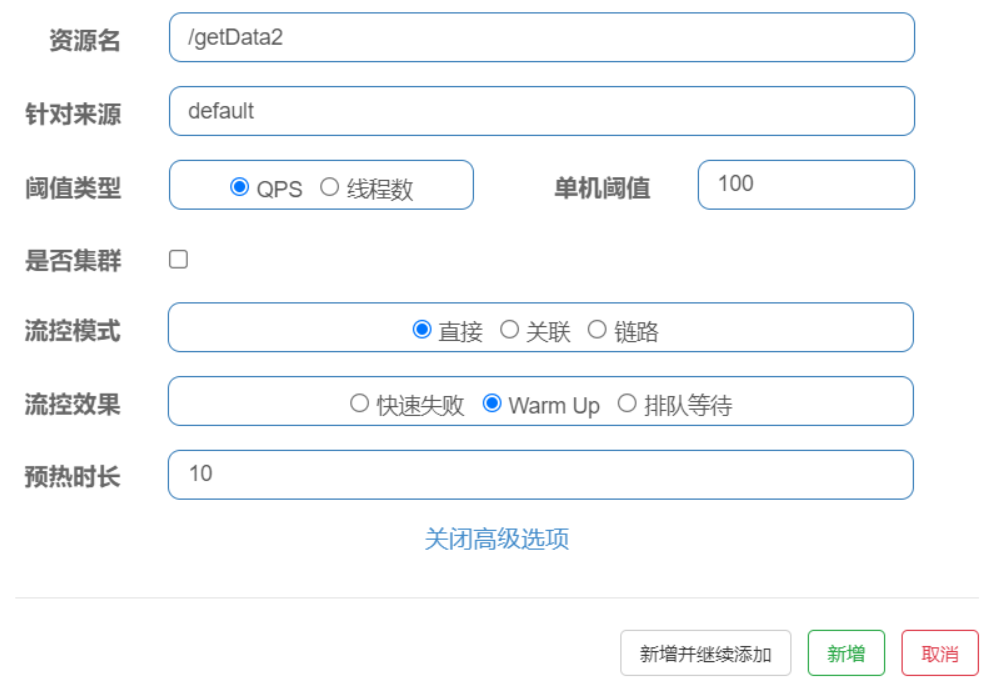 资源名 /getData2
针对来源 default
阈值类型 QPS 线程数 单机阈值 100
是否集群
流控模式 直接 关联 链路
流控效果 快速失败 Warm Up 排队等待
预热时长 10
关闭高级选项
新增并继续添加 新增 取消